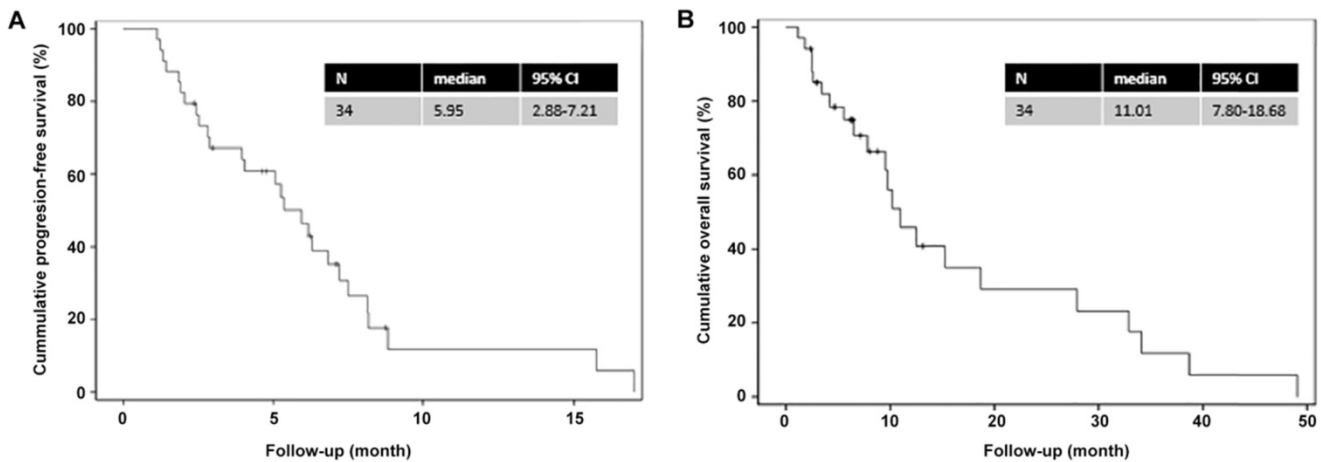 A
Cummulative progresion-free survival (%)
100
80
60
40
20
0
0 5 10 15
Follow-up (month)
N median 95% CI
34 5.95 2.88-7.21
B
Cumulative overall survival (%)
100
80
60
40
20
0
0 10 20 30 40 50
Follow-up (month)
N median 95% CI
34 11.01 7.80-18.68